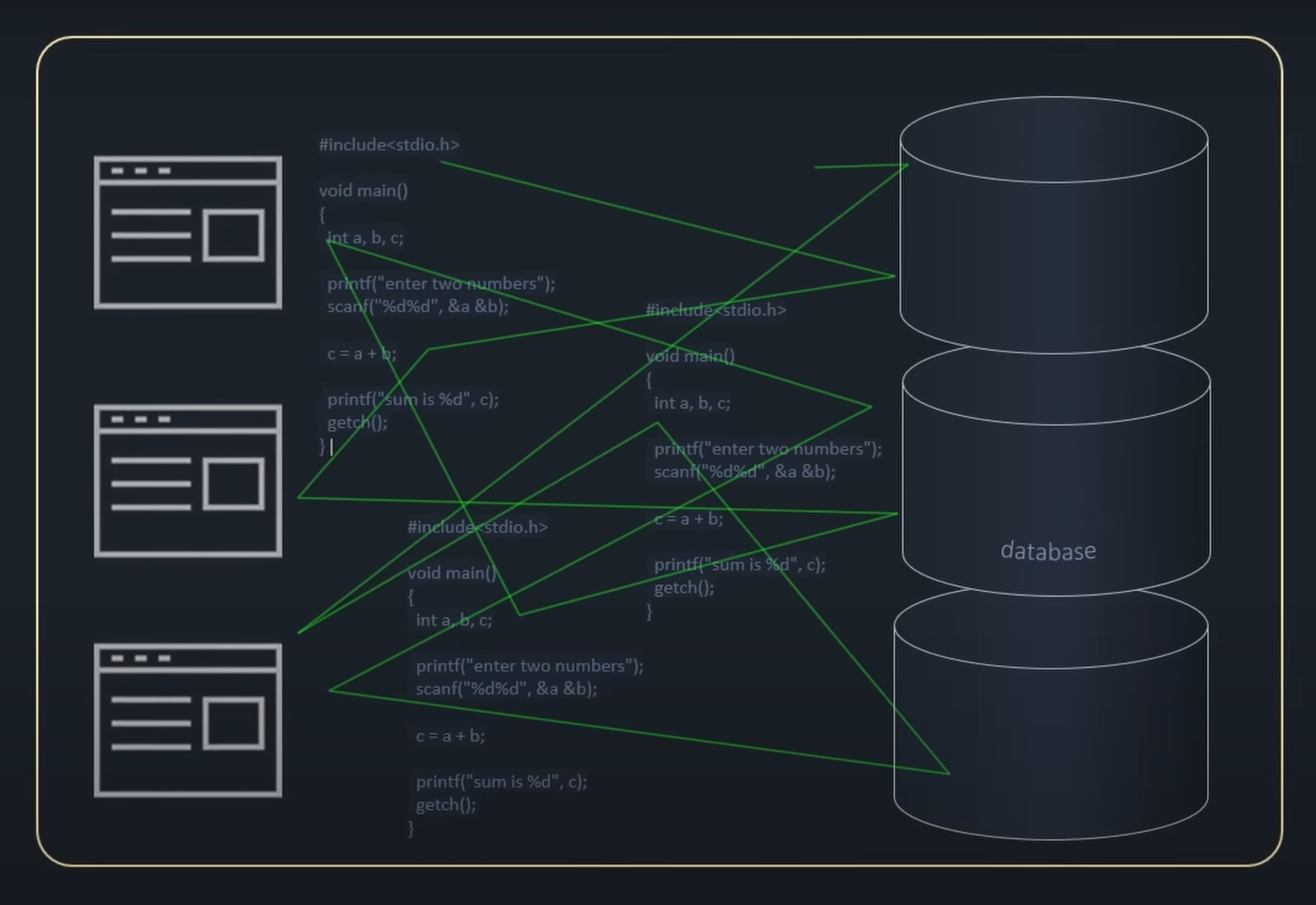 #include<stdio.h>
void main()
{
int a, b, c;
printf("enter two numbers");
scanf("%d%d", &a &b);
c = a + b;
printf("sum is %d", c);
getch();
}
#include<stdio.h>
void main()
{
int a, b, c;
printf("enter two numbers");
scanf("%d%d", &a &b);
c = a + b;
printf("sum is %d", c);
getch();
}
#include<stdio.h>
void main()
{
int a, b, c;
printf("enter two numbers");
scanf("%d%d", &a &b);
c = a + b;
printf("sum is %d", c);
getch();
}
database